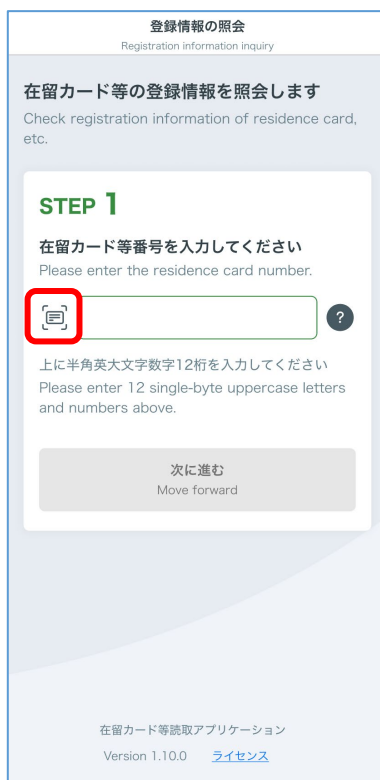 登録情報の照会
Registration information inquiry
在留カード等の登録情報を照会します
Check registration information of residence card,
etc.
STEP 1
在留カード等番号を入力してください
Please enter the residence card number.
?
上に半角英大文字数字12桁を入力してください
Please enter 12 single-byte uppercase letters
and numbers above.
次に進む
Move forward
在留カード等読取アプリケーション
Version 1.10.0 ライセンス